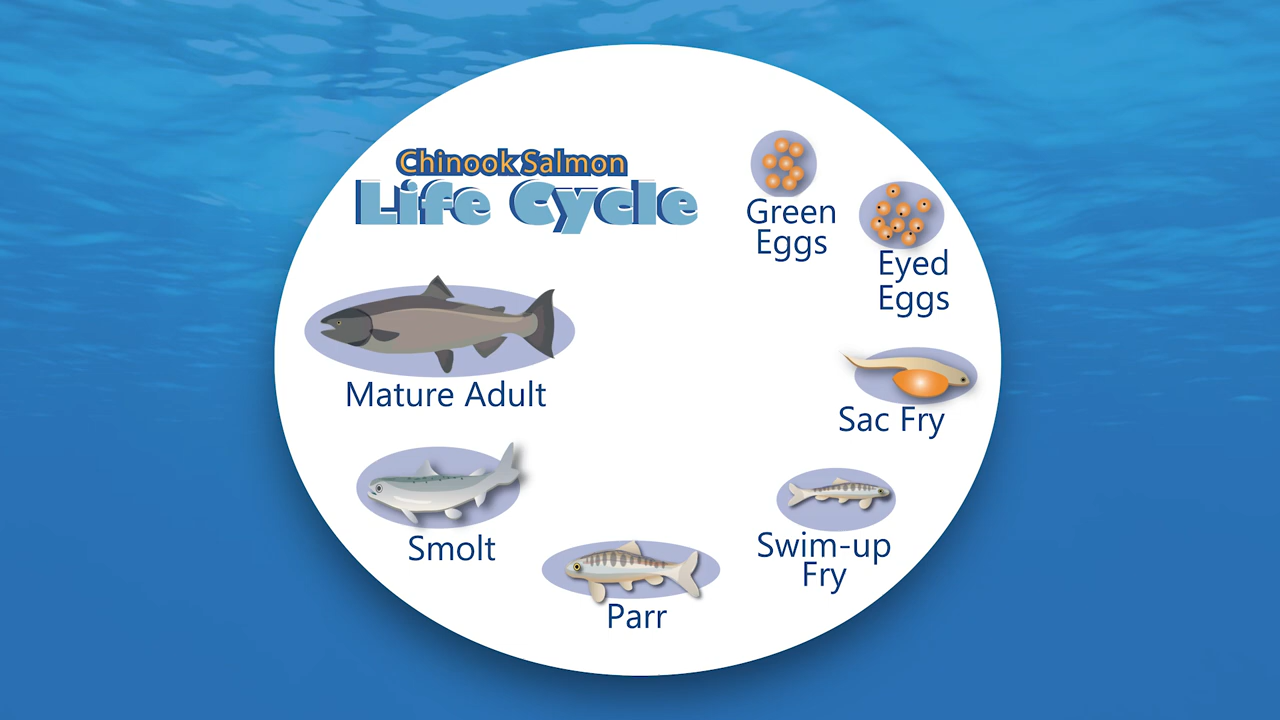 Chinook Salmon
Life Cycle
Green
Eggs
Eyed
Eggs
Sac Fry
Swim-up
Fry
Parr
Smolt
Mature Adult